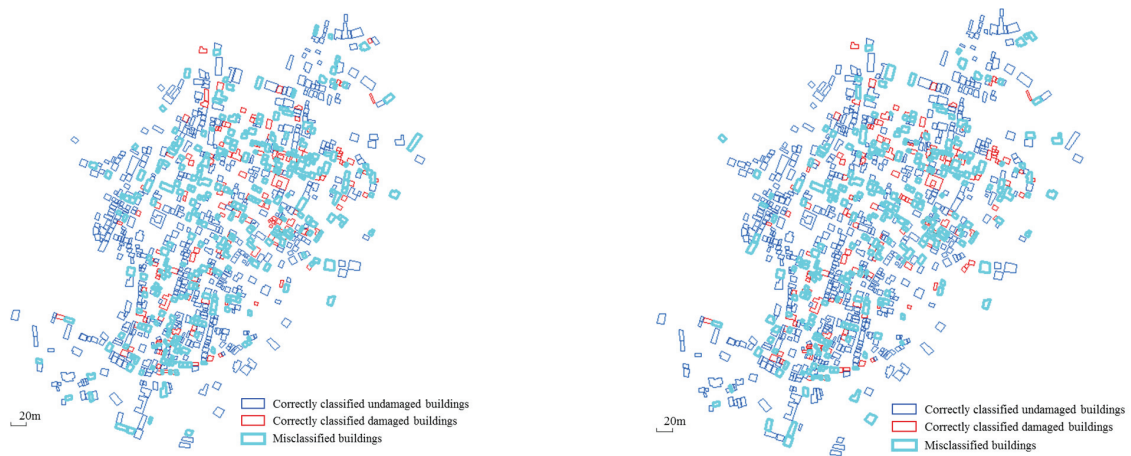 20m
Correctly classified undamaged buildings
Correctly classified damaged buildings
Misclassified buildings
20m
Correctly classified undamaged buildings
Correctly classified damaged buildings
Misclassified buildings